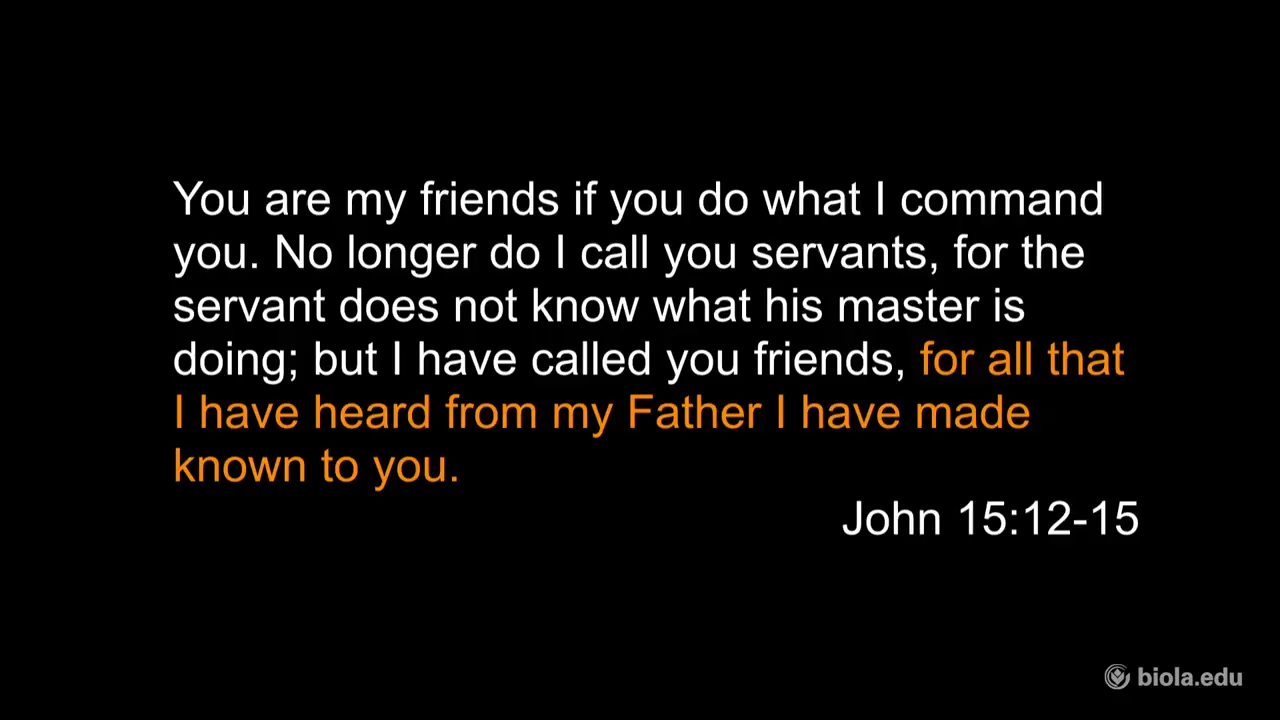 You are my friends if you do what I command
you. No longer do I call you servants, for the
servant does not know what his master is
doing; but I have called you friends, for all that
I have heard from my Father I have made
known to you.
John 15:12-15
biola.edu